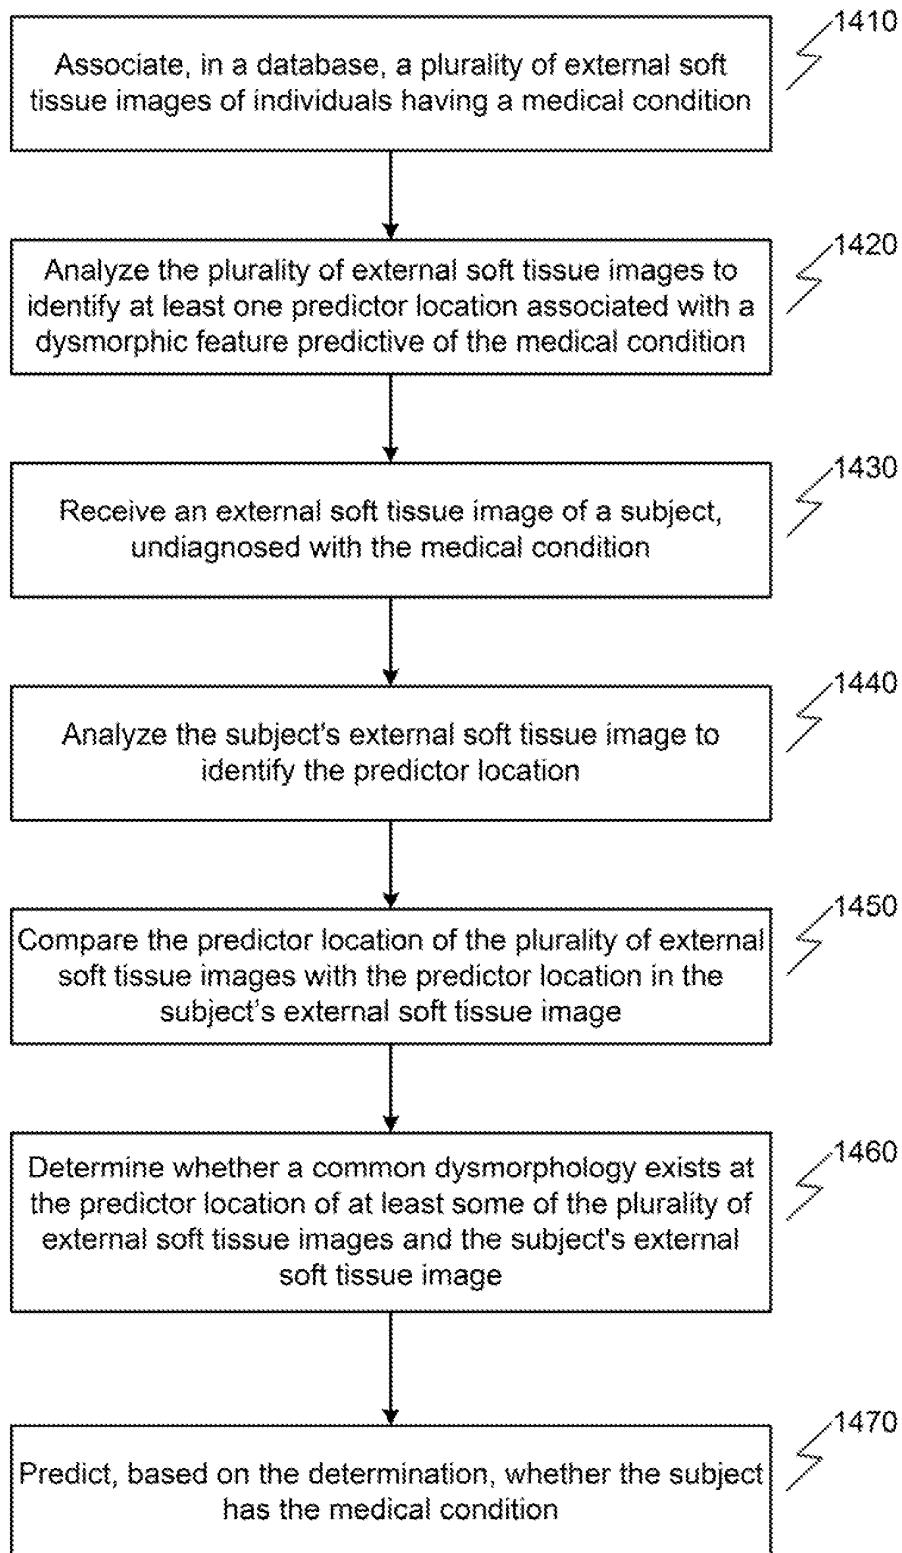 1410
Associate, in a database, a plurality of external soft
tissue images of individuals having a medical condition
1420
Analyze the plurality of external soft tissue images to
identify at least one predictor location associated with a
dysmorphic feature predictive of the medical condition
1430
Receive an external soft tissue image of a subject,
undiagnosed with the medical condition
1440
Analyze the subject's external soft tissue image to
identify the predictor location
1450
Compare the predictor location of the plurality of external
soft tissue images with the predictor location in the
subject's external soft tissue image
1460
Determine whether a common dysmorphology exists at
the predictor location of at least some of the plurality of
external soft tissue images and the subject's external
soft tissue image
1470
Predict, based on the determination, whether the subject
has the medical condition